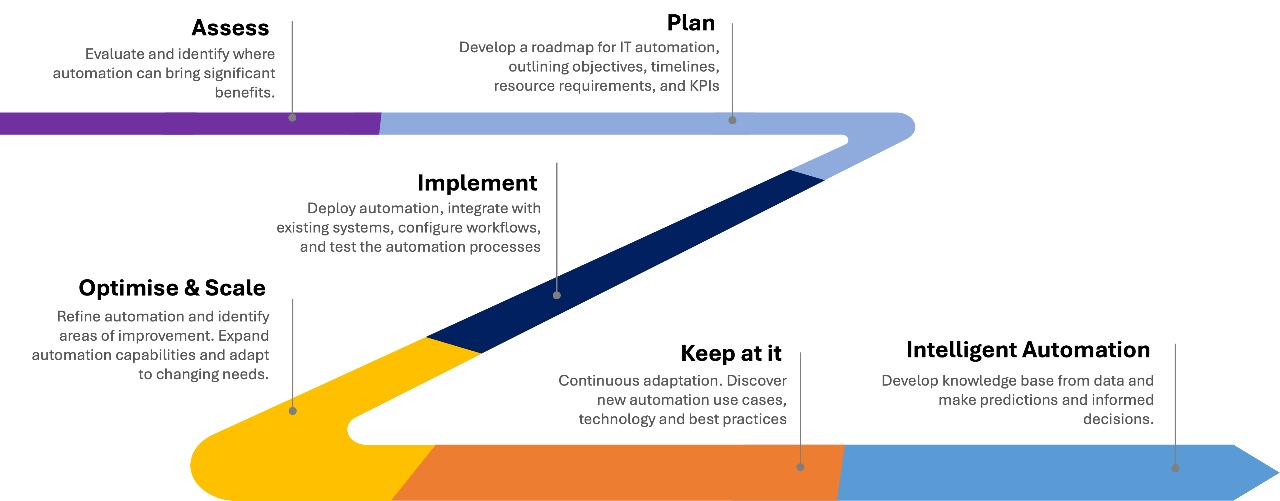 Assess
Evaluate and identify where
automation can bring significant
benefits.
Plan
Develop a roadmap for IT automation,
outlining objectives, timelines,
resource requirements, and KPIs
Implement
Deploy automation, integrate with
existing systems, configure workflows,
and test the automation processes
Optimise & Scale
Refine automation and identify
areas of improvement. Expand
automation capabilities and adapt
to changing needs.
Keep at it
Continuous adaptation. Discover
new automation use cases,
technology and best practices
Intelligent Automation
Develop knowledge base from data and
make predictions and informed
decisions.